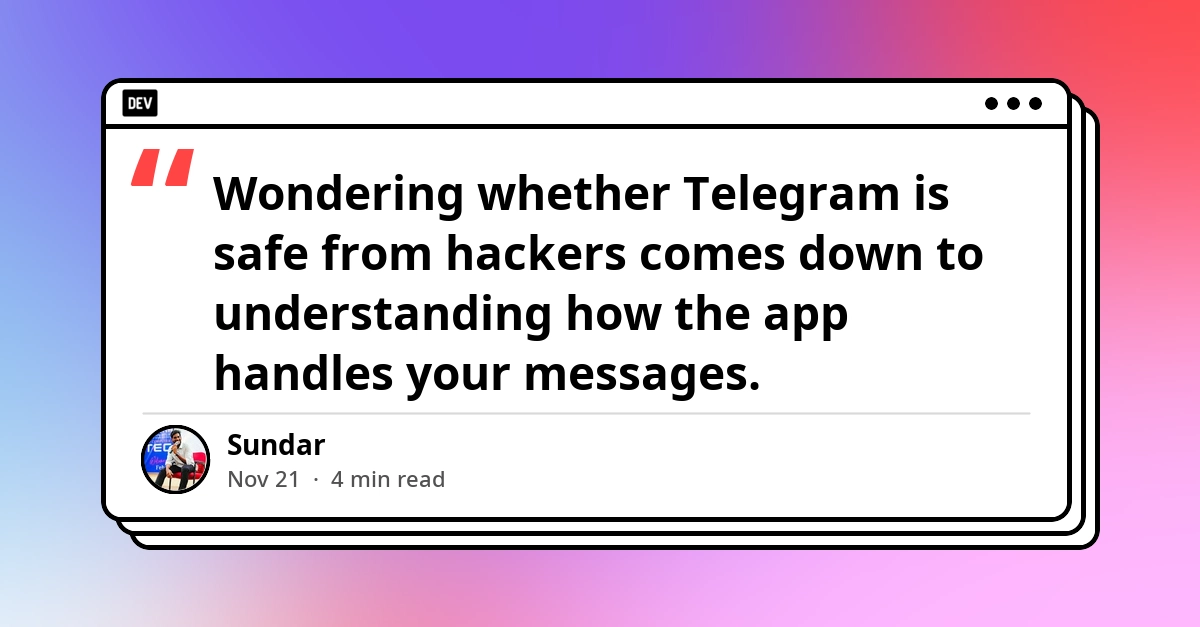 DEV
“
Wondering whether Telegram is
safe from hackers comes down to
understanding how the app
handles your messages.
Sundar
Nov 21 · 4 min read